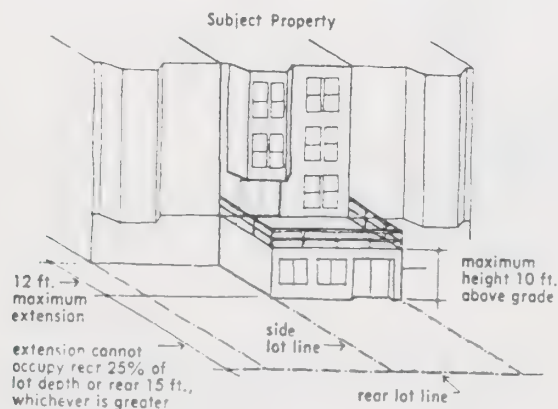 Subject Property
12 ft.
maximum
extension
extension cannot
occupy recr 25% of
lot depth or rear 15 ft.,
whichever is greater
side
lot line
rear lot line
maximum
height 10 ft.
above grade